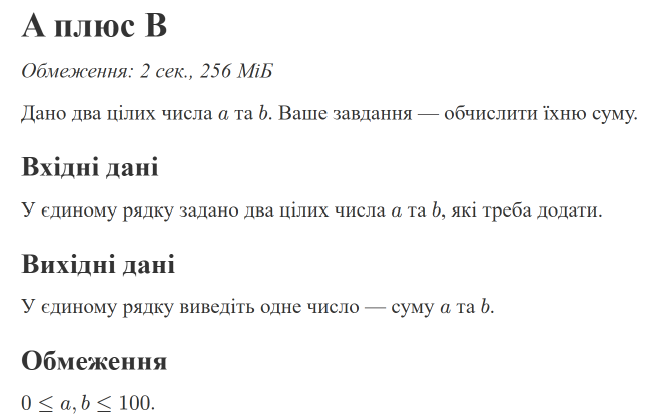 А плюс B
Обмеження: 2 сек., 256 МіБ
Дано два цілих числа a та b. Ваше завдання — обчислити їхню суму.
Вхідні дані
У єдиному рядку задано два цілих числа a та b, які треба додати.
Вихідні дані
У єдиному рядку виведіть одне число — суму a та b.
Обмеження
0 ≤ a, b ≤ 100.